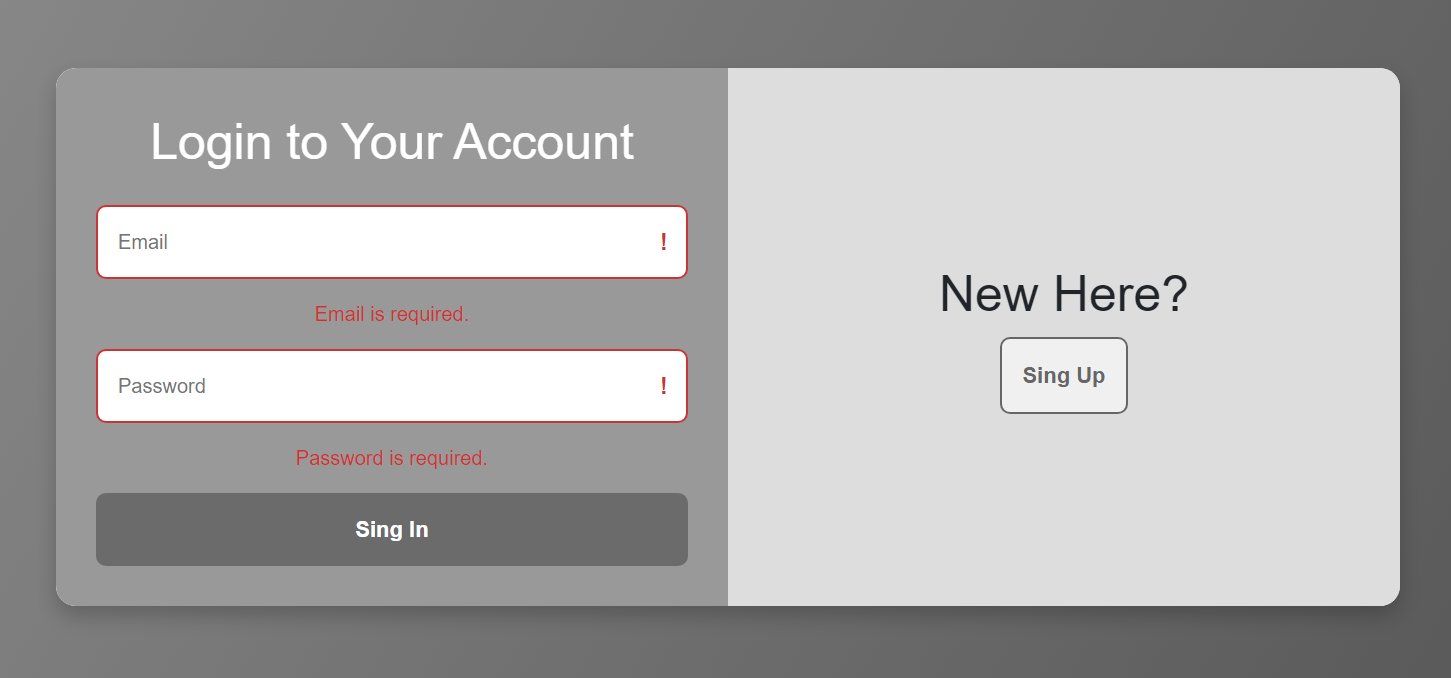 Login to Your Account
Email !
Email is required.
Password !
Password is required.
Sing In
New Here?
Sing Up